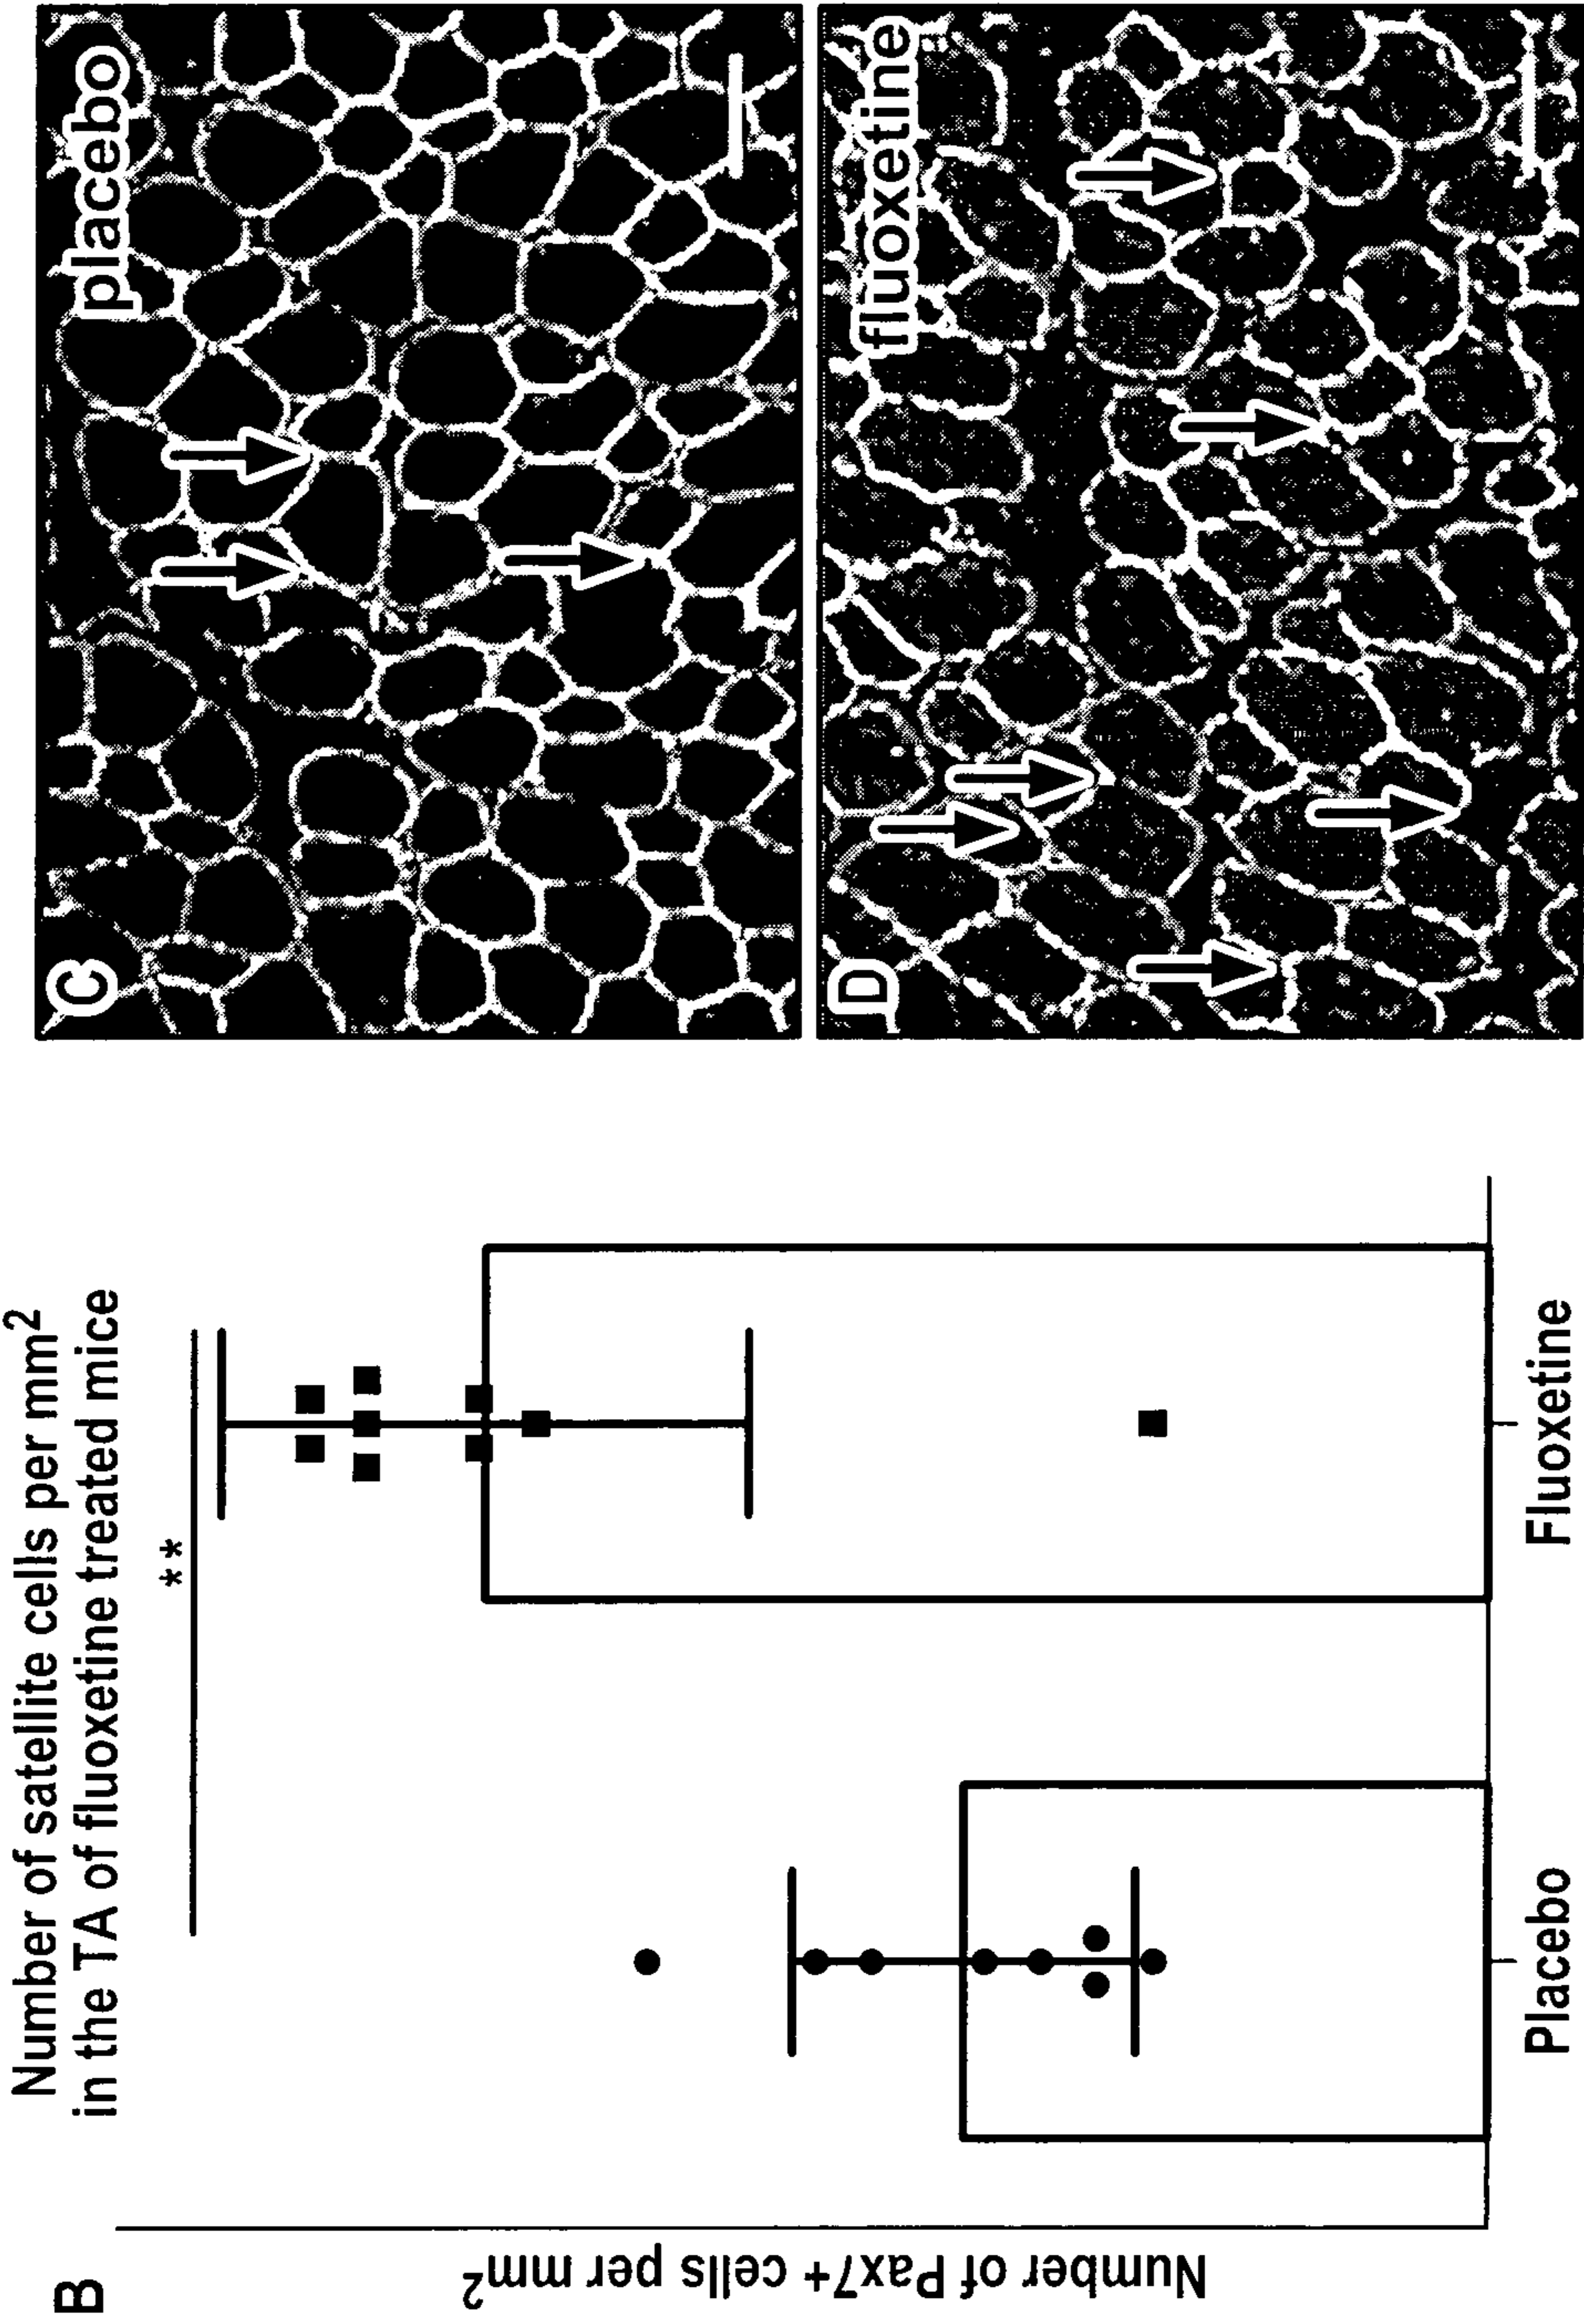 B
Number of satellite cells per mm2
in the TA of fluoxetine treated mice
**
Number of Pax7+ cells per mm2
Placebo
Fluoxetine
C
placebo
D
fluoxetine